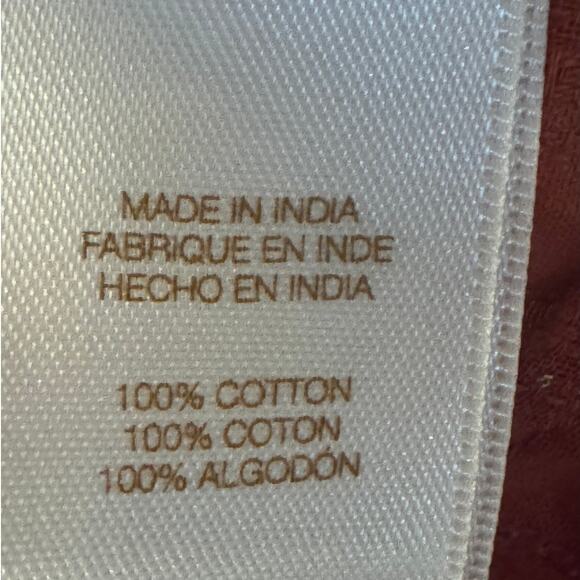 MADE IN INDIA
FABRIQUE EN INDE
HECHO EN INDIA
100% COTTON
100% COTON
100% ALGODÓN